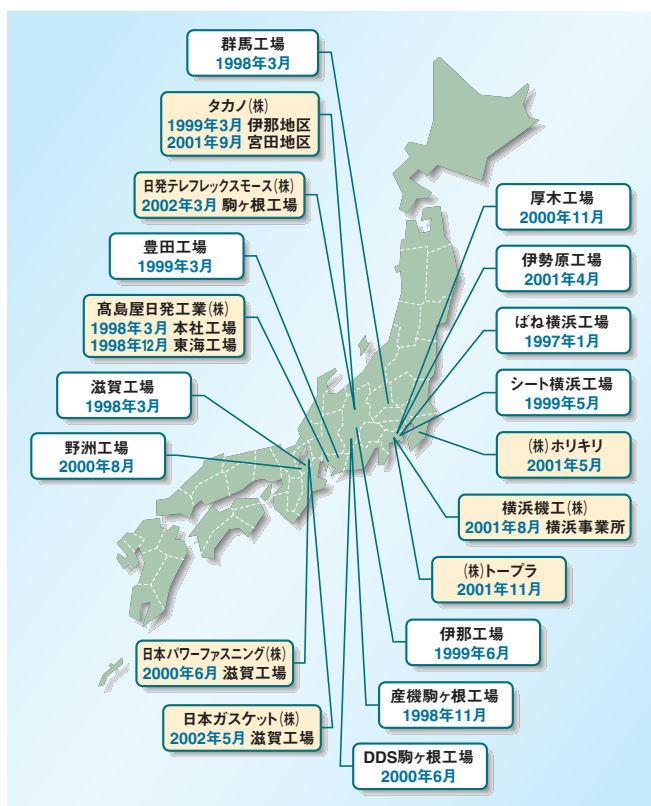 群馬工場
1998年3月
タカノ(株)
1999年3月 伊那地区
2001年9月 宮田地区
日発テレフレックスモース(株)
2002年3月 駒ヶ根工場
豊田工場
1999年3月
髙島屋日発工業(株)
1998年3月 本社工場
1998年12月 東海工場
滋賀工場
1998年3月
野洲工場
2000年8月
厚木工場
2000年11月
伊勢原工場
2001年4月
ばね横浜工場
1997年1月
シート横浜工場
1999年5月
(株)ホリキリ
2001年5月
横浜機工(株)
2001年8月 横浜事業所
(株)トープラ
2001年11月
伊那工場
1999年6月
日本パワーファスニング(株)
2000年6月 滋賀工場
産機駒ヶ根工場
1998年11月
日本ガスケット(株)
2002年5月 滋賀工場
DDS駒ヶ根工場
2000年6月